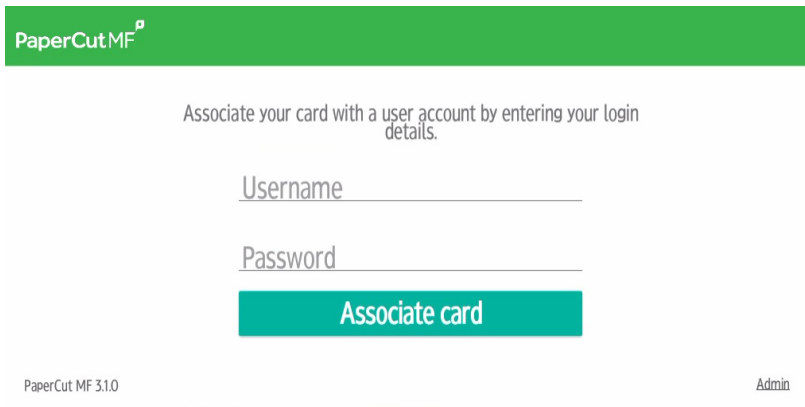 PaperCut MF
Associate your card with a user account by entering your login
details.
Username
Password
Associate card
PaperCut MF 3.1.0
Admin